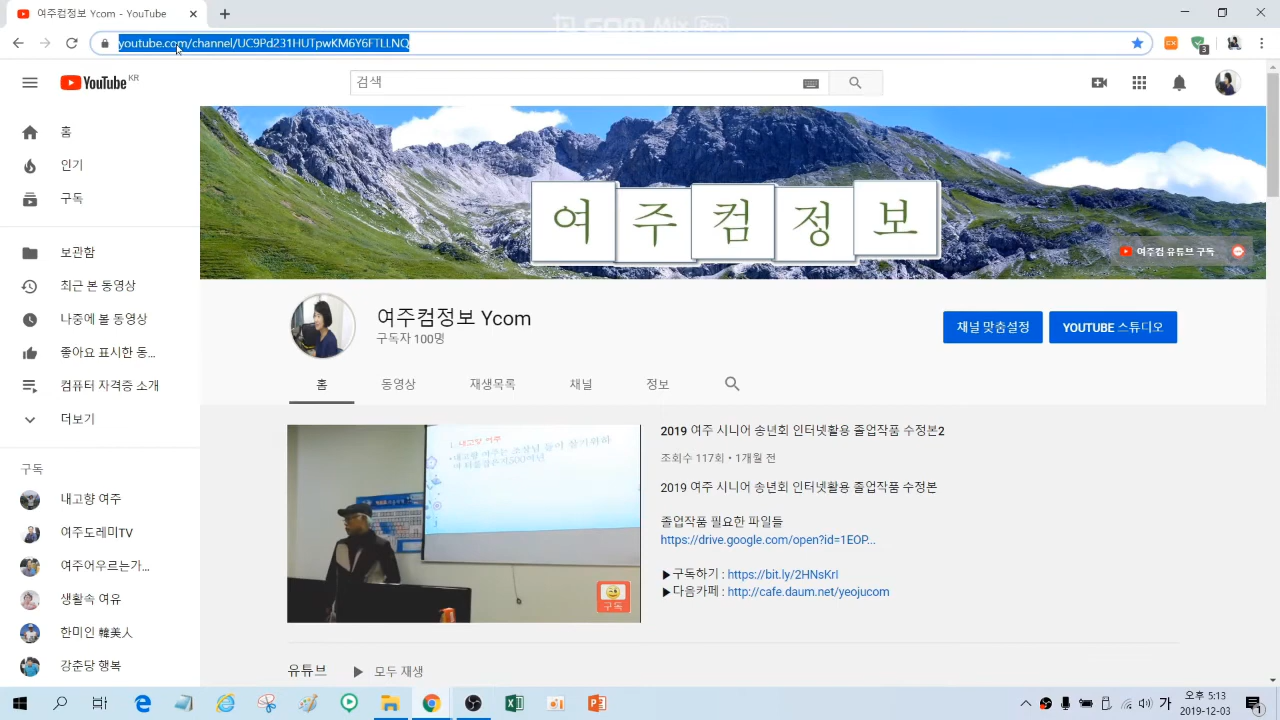 여주컴정보 Ycom - YouTube
youtube.com/channel/UC9Pd231HUTpwKM6Y6FTLLNQ
YouTube KR
검색
홈
인기
구독
보관함
최근 본 동영상
나중에 볼 동영상
좋아요 표시한 동...
컴퓨터 자격증 소개
더보기
구독
내고향 여주
여주도레미TV
여주어우르는가...
생활속 여유
한미인 韓美人
강춘당 행복
여주컴정보
여주컴 유튜브 구독
여주컴정보 Ycom
구독자 100명
채널 맞춤설정
YOUTUBE 스튜디오
홈 동영상 재생목록 채널 정보
1. 내고향 여주
구독
2019 여주 시니어 송년회 인터넷활용 졸업작품 수정본2
조회수 117회 • 1개월 전
2019 여주 시니어 송년회 인터넷활용 졸업작품 수정본
졸업작품 필요한 파일들
https://drive.google.com/open?id=1EOP...
▶구독하기 : https://bit.ly/2HNsKrI
▶다음카페 : http://cafe.daum.net/yeojucom
유튜브 ▶ 모두 재생
가
오후 5:13
2019-12-03